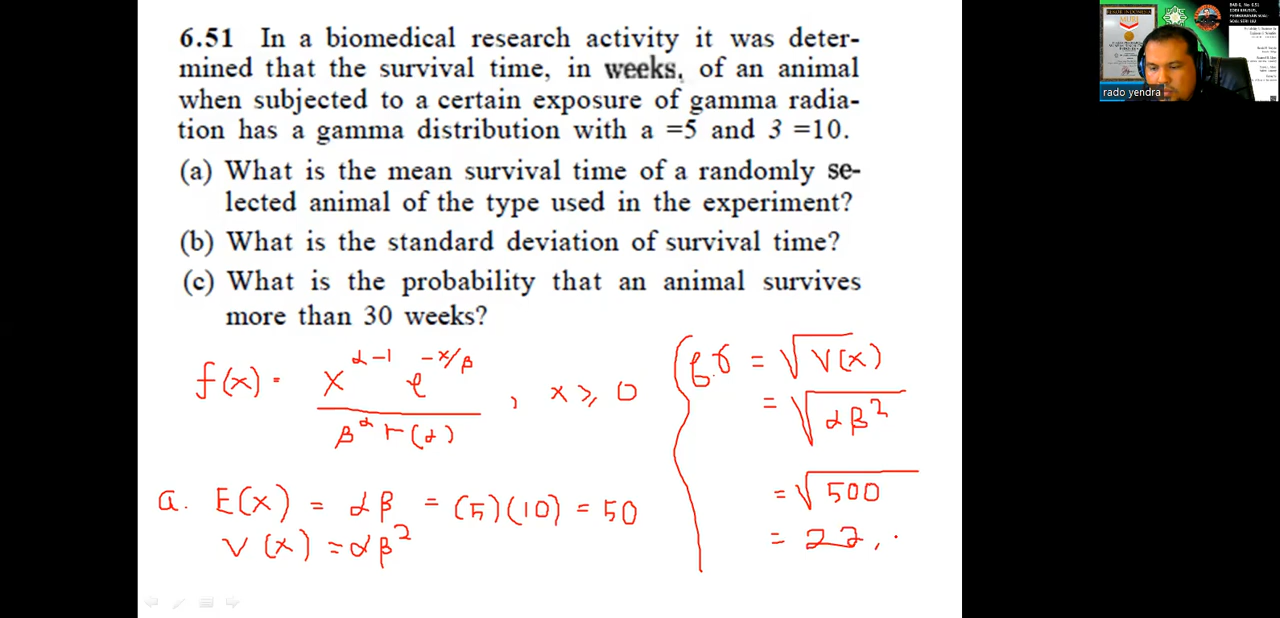 6.51 In a biomedical research activity it was deter-
mined that the survival time, in weeks, of an animal
when subjected to a certain exposure of gamma radia-
tion has a gamma distribution with a =5 and 3 =10.
(a) What is the mean survival time of a randomly se-
lected animal of the type used in the experiment?
(b) What is the standard deviation of survival time?
(c) What is the probability that an animal survives
more than 30 weeks?
f(x) = x^(α-1) e^(-x/β) / β^α Γ(α) , x ≥ 0
a. E(x) = αβ = (5)(10) = 50
V(x) = αβ²
b. σ = √V(x)
= √αβ²
= √500
= 22,
rado yendra
MURI